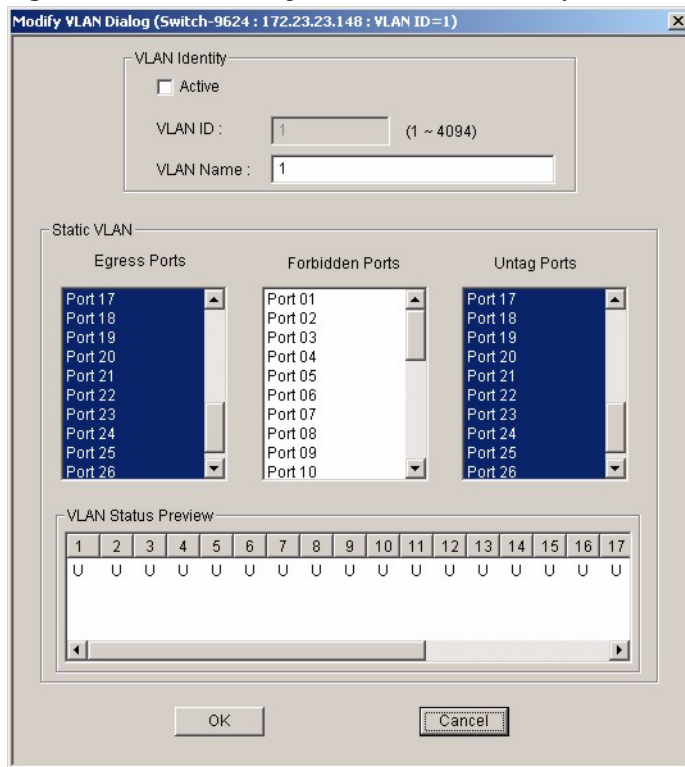 Modify VLAN Dialog (Switch-9624 : 172.23.23.148 : VLAN ID=1)
VLAN Identity
Active
VLAN ID : 1 (1 ~ 4094)
VLAN Name : 1
Static VLAN
Egress Ports Forbidden Ports Untag Ports
Port 17 Port 01 Port 17
Port 18 Port 02 Port 18
Port 19 Port 03 Port 19
Port 20 Port 04 Port 20
Port 21 Port 05 Port 21
Port 22 Port 06 Port 22
Port 23 Port 07 Port 23
Port 24 Port 08 Port 24
Port 25 Port 09 Port 25
Port 26 Port 10 Port 26
VLAN Status Preview
1 2 3 4 5 6 7 8 9 10 11 12 13 14 15 16 17
U U U U U U U U U U U U U U U U U
OK Cancel